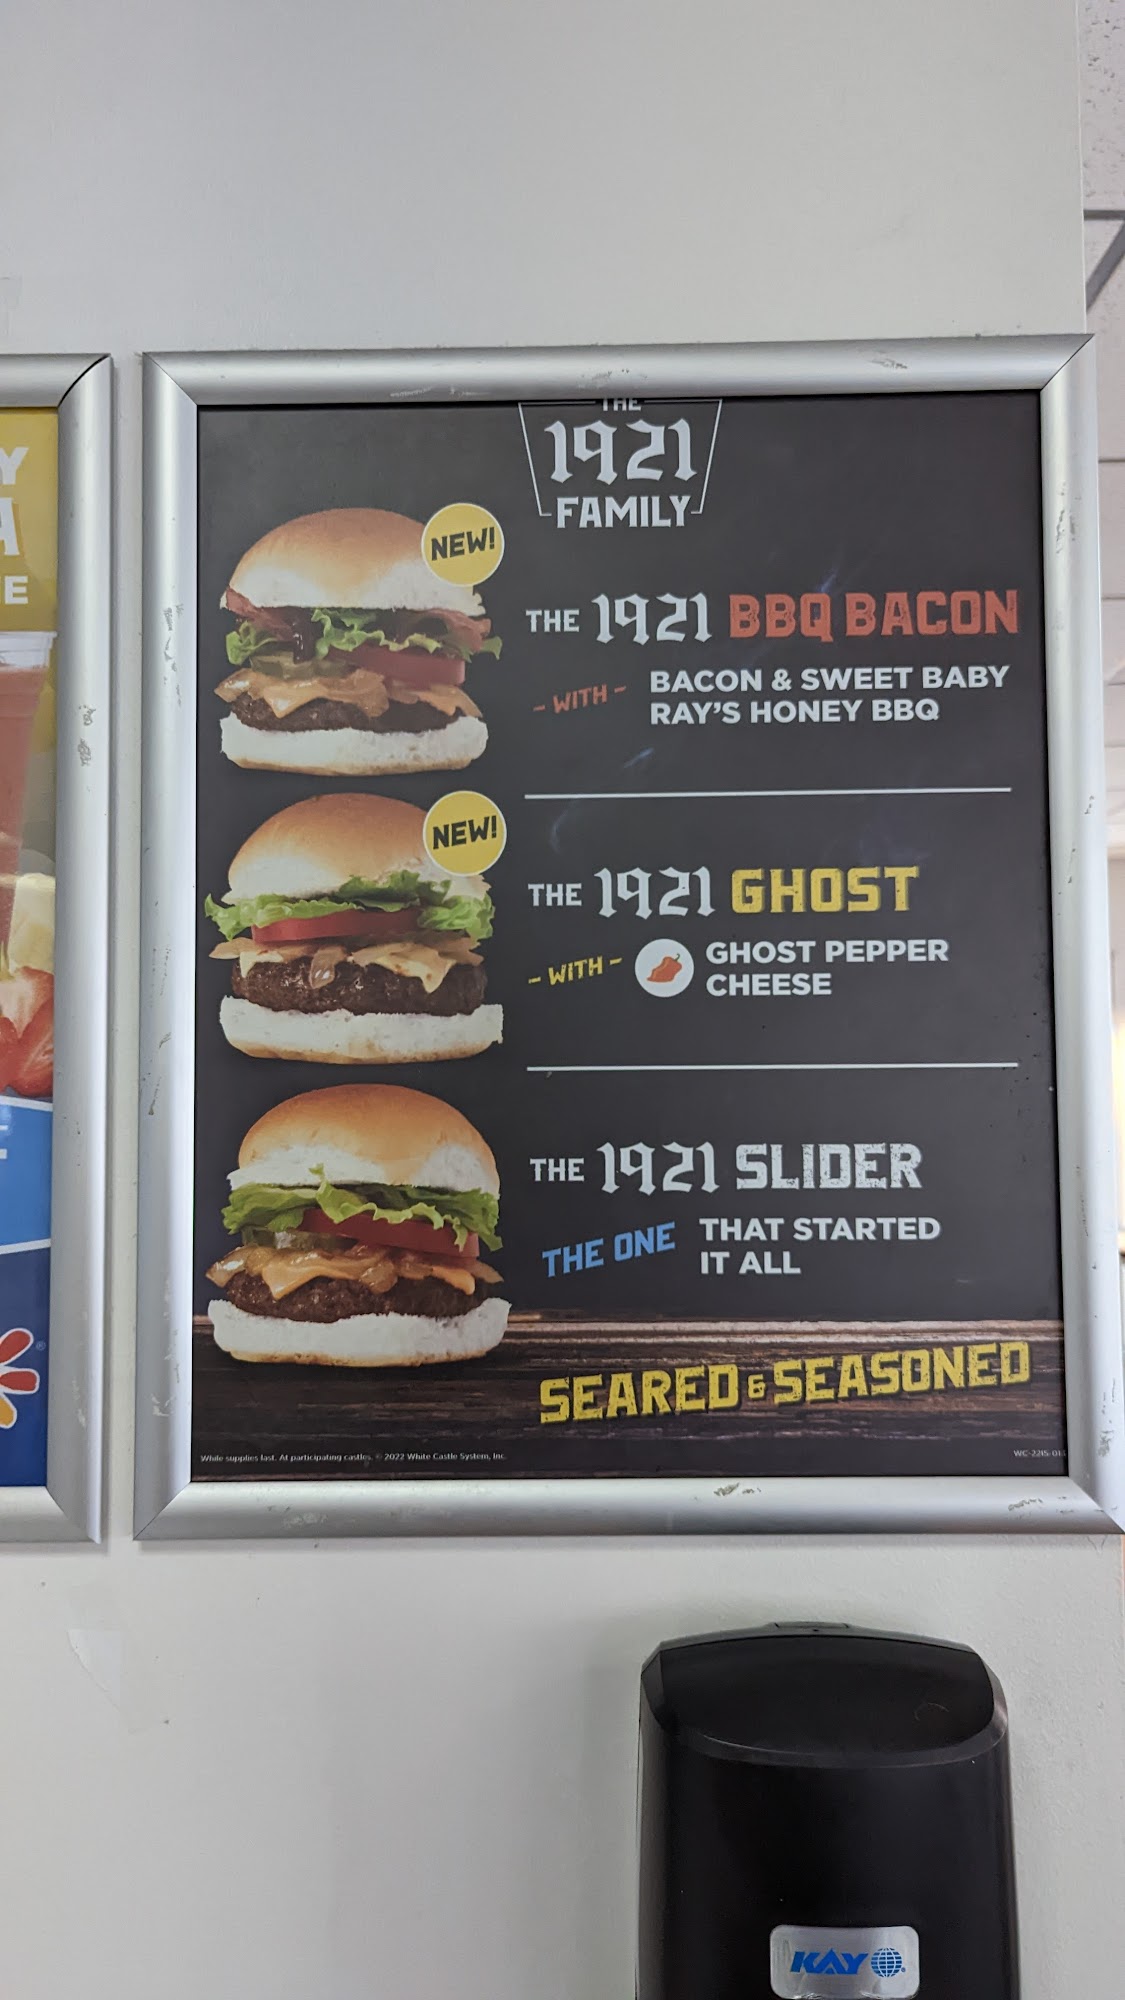 Y
A
E
THE
1921
FAMILY
NEW!
THE 1921 BBQ BACON
- WITH - BACON & SWEET BABY
RAY'S HONEY BBQ
NEW!
THE 1921 GHOST
- WITH - GHOST PEPPER
CHEESE
THE 1921 SLIDER
THE ONE THAT STARTED
IT ALL
SEARED & SEASONED
While supplies last. At participating castles. © 2022 White Castle System, Inc.
KAY